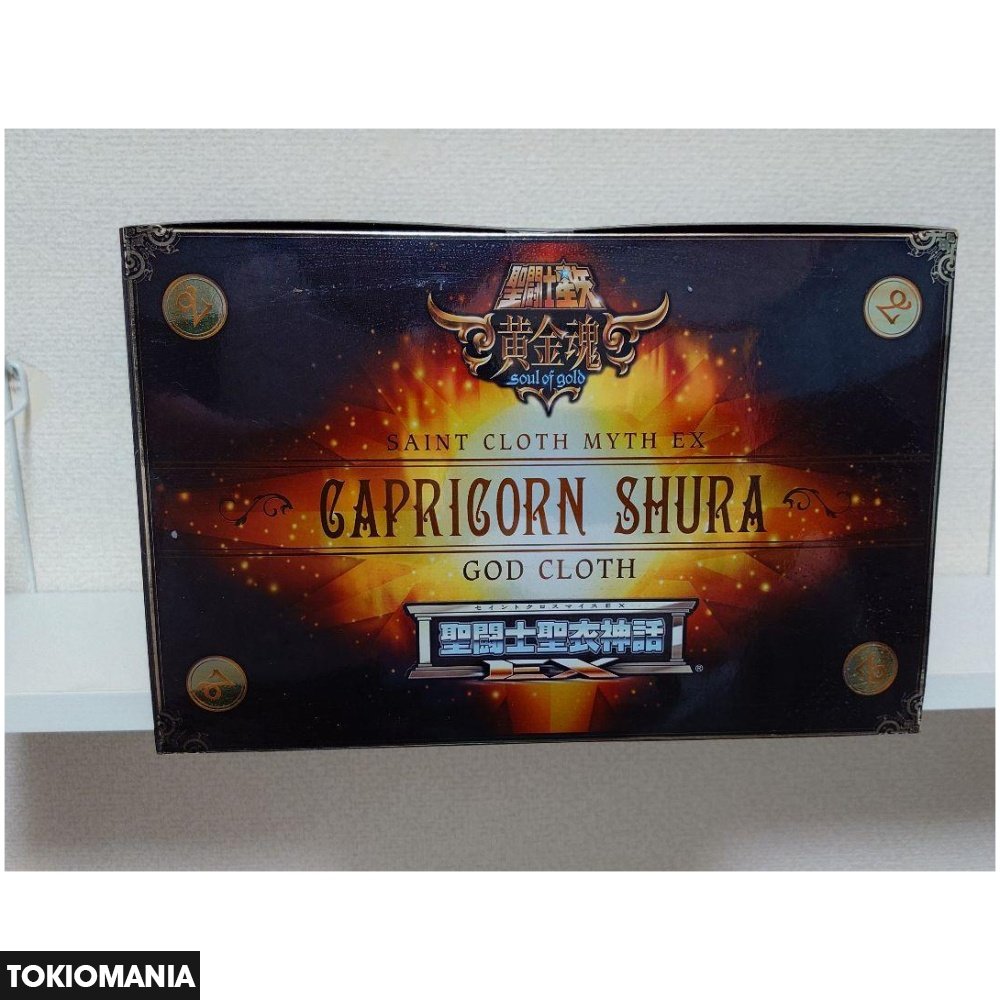 聖闘士星矢
黄金魂
soul of gold
SAINT CLOTH MYTH EX
CAPRICORN SHURA
GOD CLOTH
セイントクロスマイスEX
聖闘士聖衣神話
EX®
TOKIOMANIA